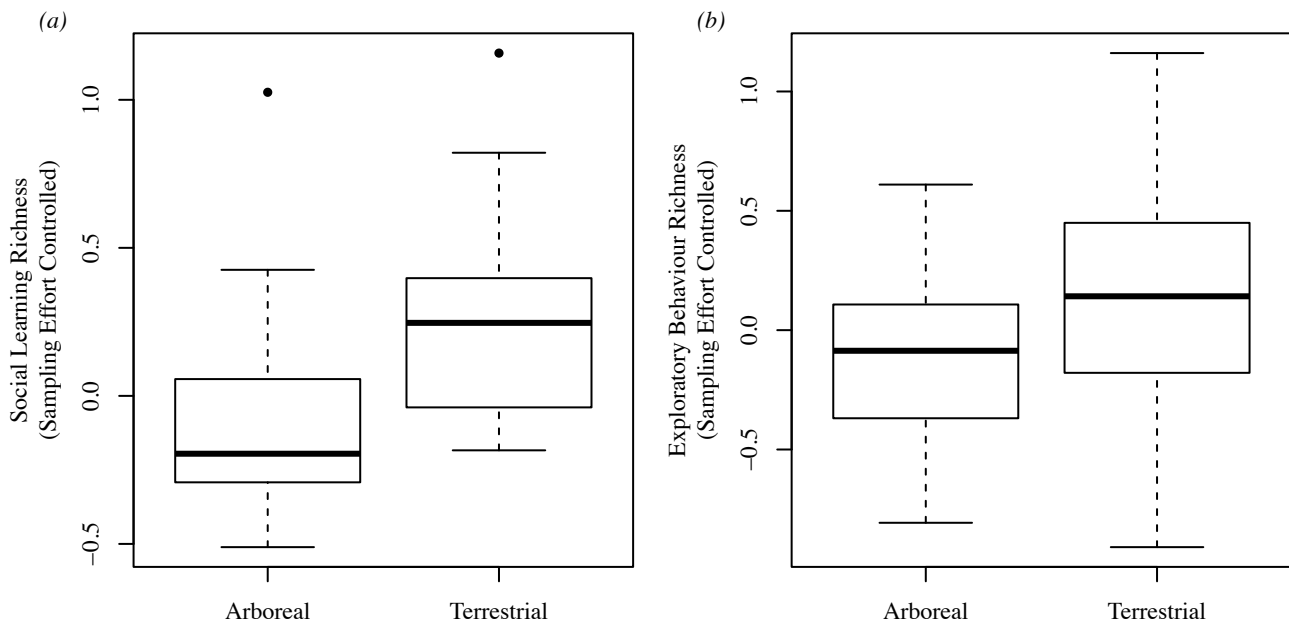 (a)
Social Learning Richness
(Sampling Effort Controlled)
1.0
0.5
0.0
−0.5
Arboreal
Terrestrial
(b)
Exploratory Behaviour Richness
(Sampling Effort Controlled)
1.0
0.5
0.0
−0.5
Arboreal
Terrestrial